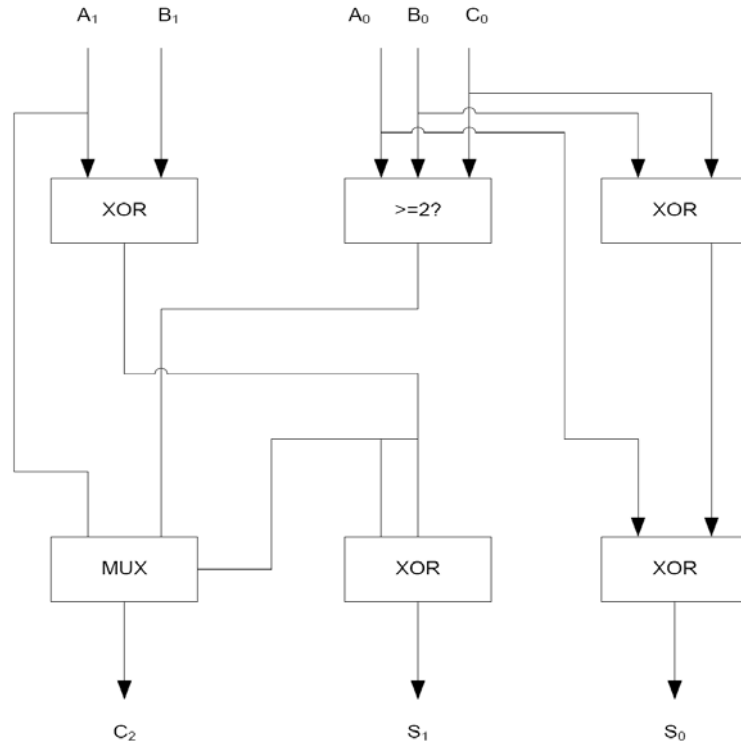 A₁ B₁ A₀ B₀ C₀
XOR >=2? XOR
MUX XOR XOR
C₂ S₁ S₀